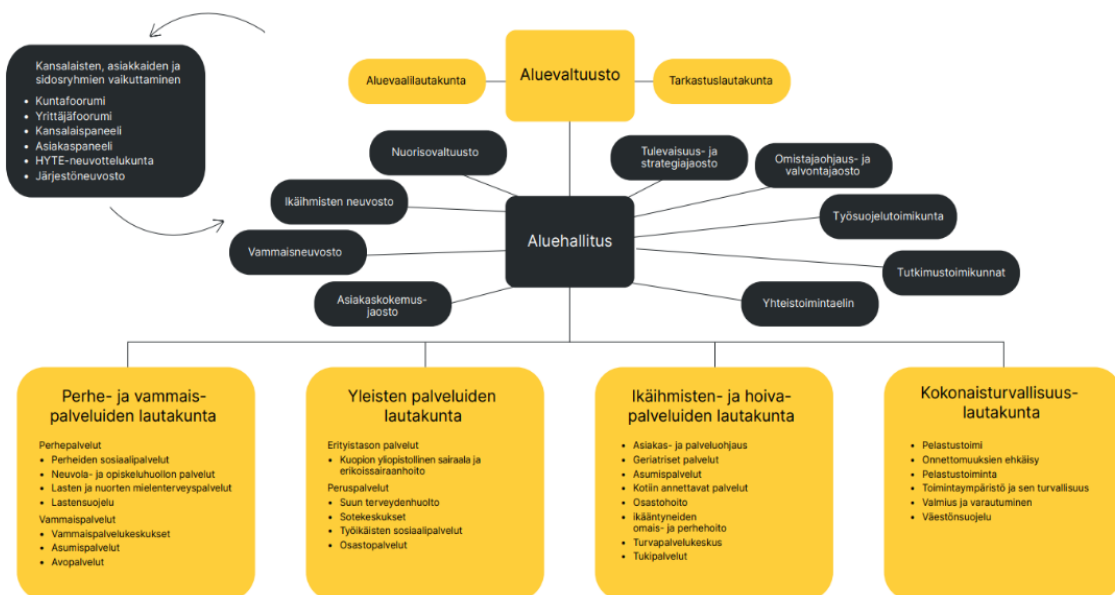 Kansalaisten, asiakkaiden ja
sidosryhmien vaikuttaminen
• Kuntafoorumi
• Yrittäjäfoorumi
• Kansalaispaneeli
• Asiakaspaneeli
• HYTE-neuvottelukunta
• Järjestöneuvosto
Aluevaalilautakunta
Aluevaltuusto
Tarkastuslautakunta
Nuorisovaltuusto
Ikäihmisten neuvosto
Vammaisneuvosto
Asiakaskokemus-
jaosto
Aluehallitus
Tulevaisuus- ja
strategiajaosto
Omistajaohjaus- ja
valvontajaosto
Työsuojelutoimikunta
Tutkimustoimikunnat
Yhteistoimintaelin
Perhe- ja vammais-
palveluiden lautakunta
Perhepalvelut
• Perheiden sosiaalipalvelut
• Neuvola- ja opiskeluhuollon palvelut
• Lasten ja nuorten mielenterveyspalvelut
• Lastensuojelu
Vammaispalvelut
• Vammaispalvelukeskukset
• Asumispalvelut
• Avopalvelut
Yleisten palveluiden
lautakunta
Erityistason palvelut
• Kuopion yliopistollinen sairaala ja
erikoissairaanhoito
Peruspalvelut
• Suun terveydenhuolto
• Sotekeskukset
• Työikäisten sosiaalipalvelut
• Osastopalvelut
Ikäihmisten- ja hoiva-
palveluiden lautakunta
• Asiakas- ja palveluohjaus
• Geriatriset palvelut
• Asumispalvelut
• Kotiin annettavat palvelut
• Osastohoito
• ikääntyneiden
omais- ja perhehoito
• Turvapalvelukeskus
• Tukipalvelut
Kokonaisturvallisuus-
lautakunta
• Pelastustoimi
• Onnettomuuksien ehkäisy
• Pelastustoiminta
• Toimintaympäristö ja sen turvallisuus
• Valmius ja varautuminen
• Väestönsuojelu